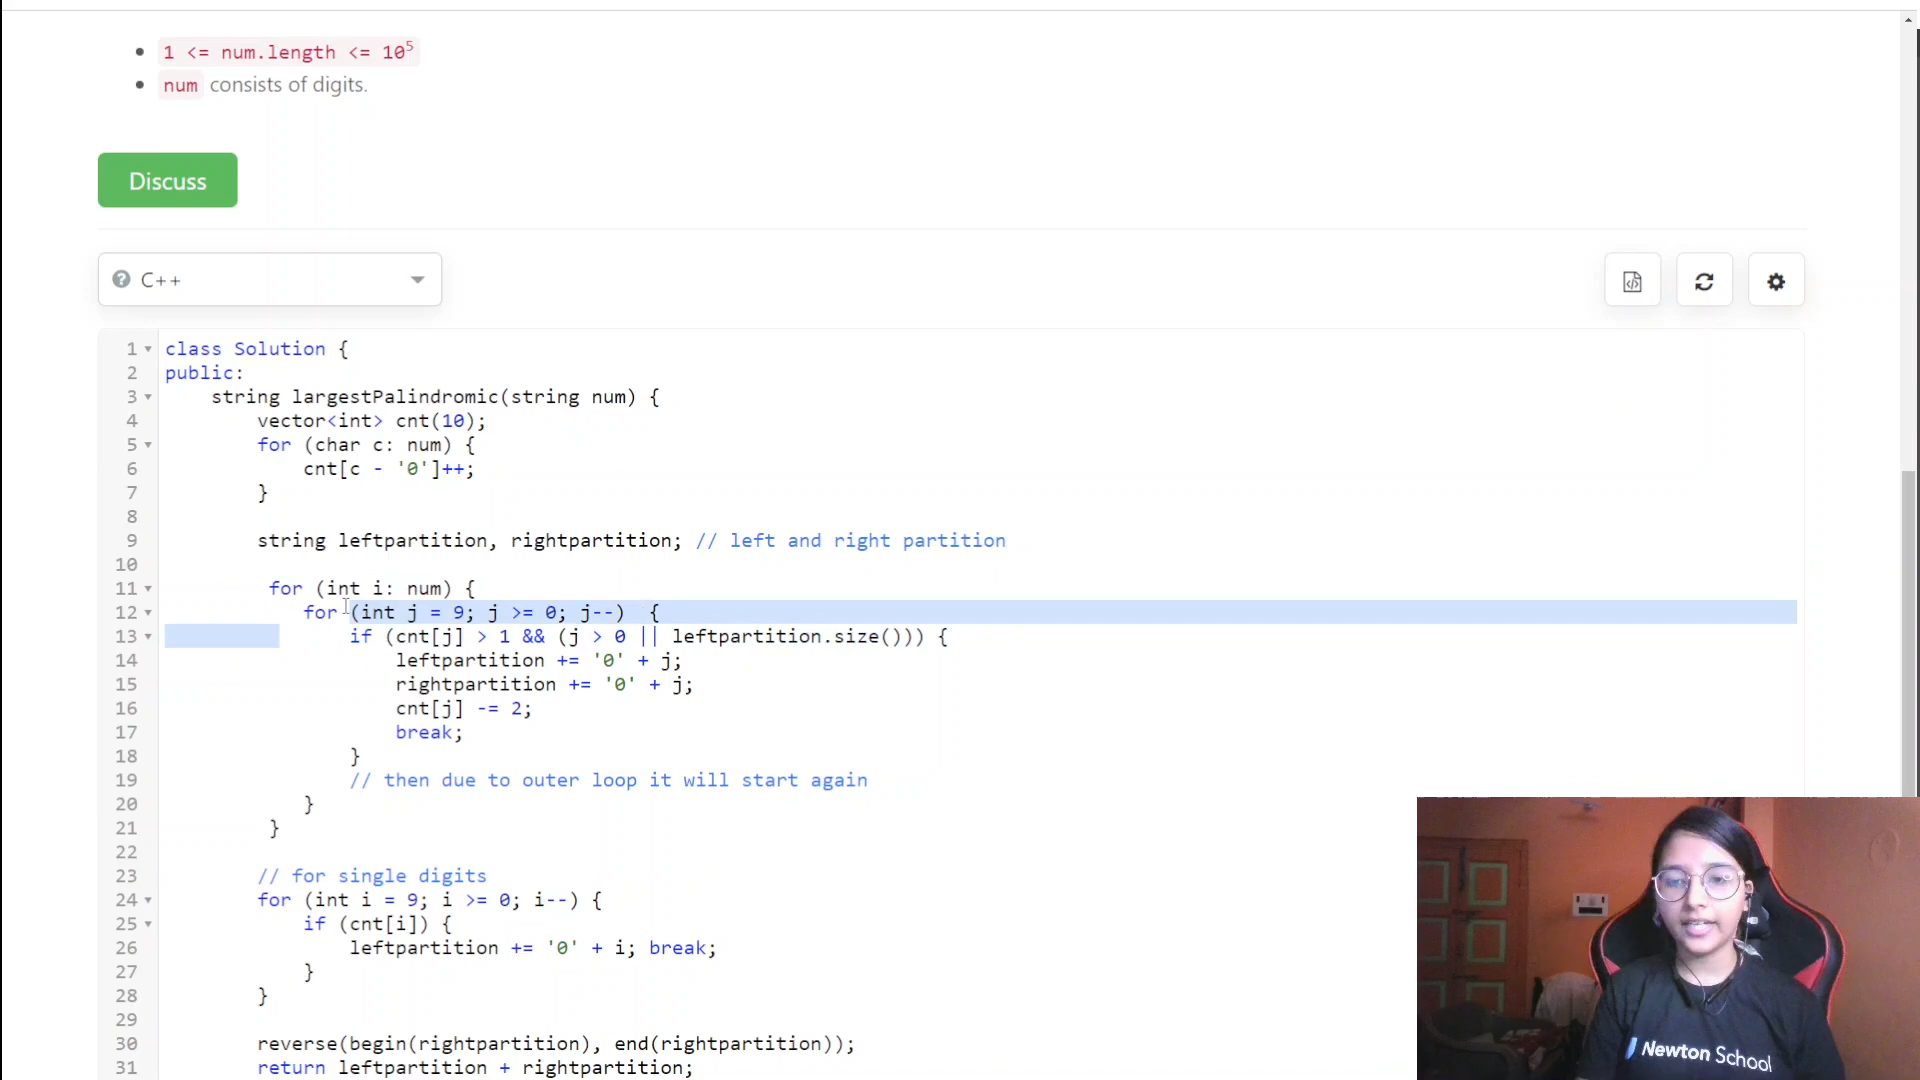 1 <= num.length <= 10⁵
num consists of digits.
Discuss
C++
1 class Solution {
2 public:
3 string largestPalindromic(string num) {
4 vector<int> cnt(10);
5 for (char c: num) {
6 cnt[c - '0']++;
7 }
8
9 string leftpartition, rightpartition; // left and right partition
10
11 for (int i: num) {
12 for (int j = 9; j >= 0; j--) {
13 if (cnt[j] > 1 && (j > 0 || leftpartition.size())) {
14 leftpartition += '0' + j;
15 rightpartition += '0' + j;
16 cnt[j] -= 2;
17 break;
18 }
19 // then due to outer loop it will start again
20 }
21 }
22
23 // for single digits
24 for (int i = 9; i >= 0; i--) {
25 if (cnt[i]) {
26 leftpartition += '0' + i; break;
27 }
28 }
29
30 reverse(begin(rightpartition), end(rightpartition));
31 return leftpartition + rightpartition;
Newton School